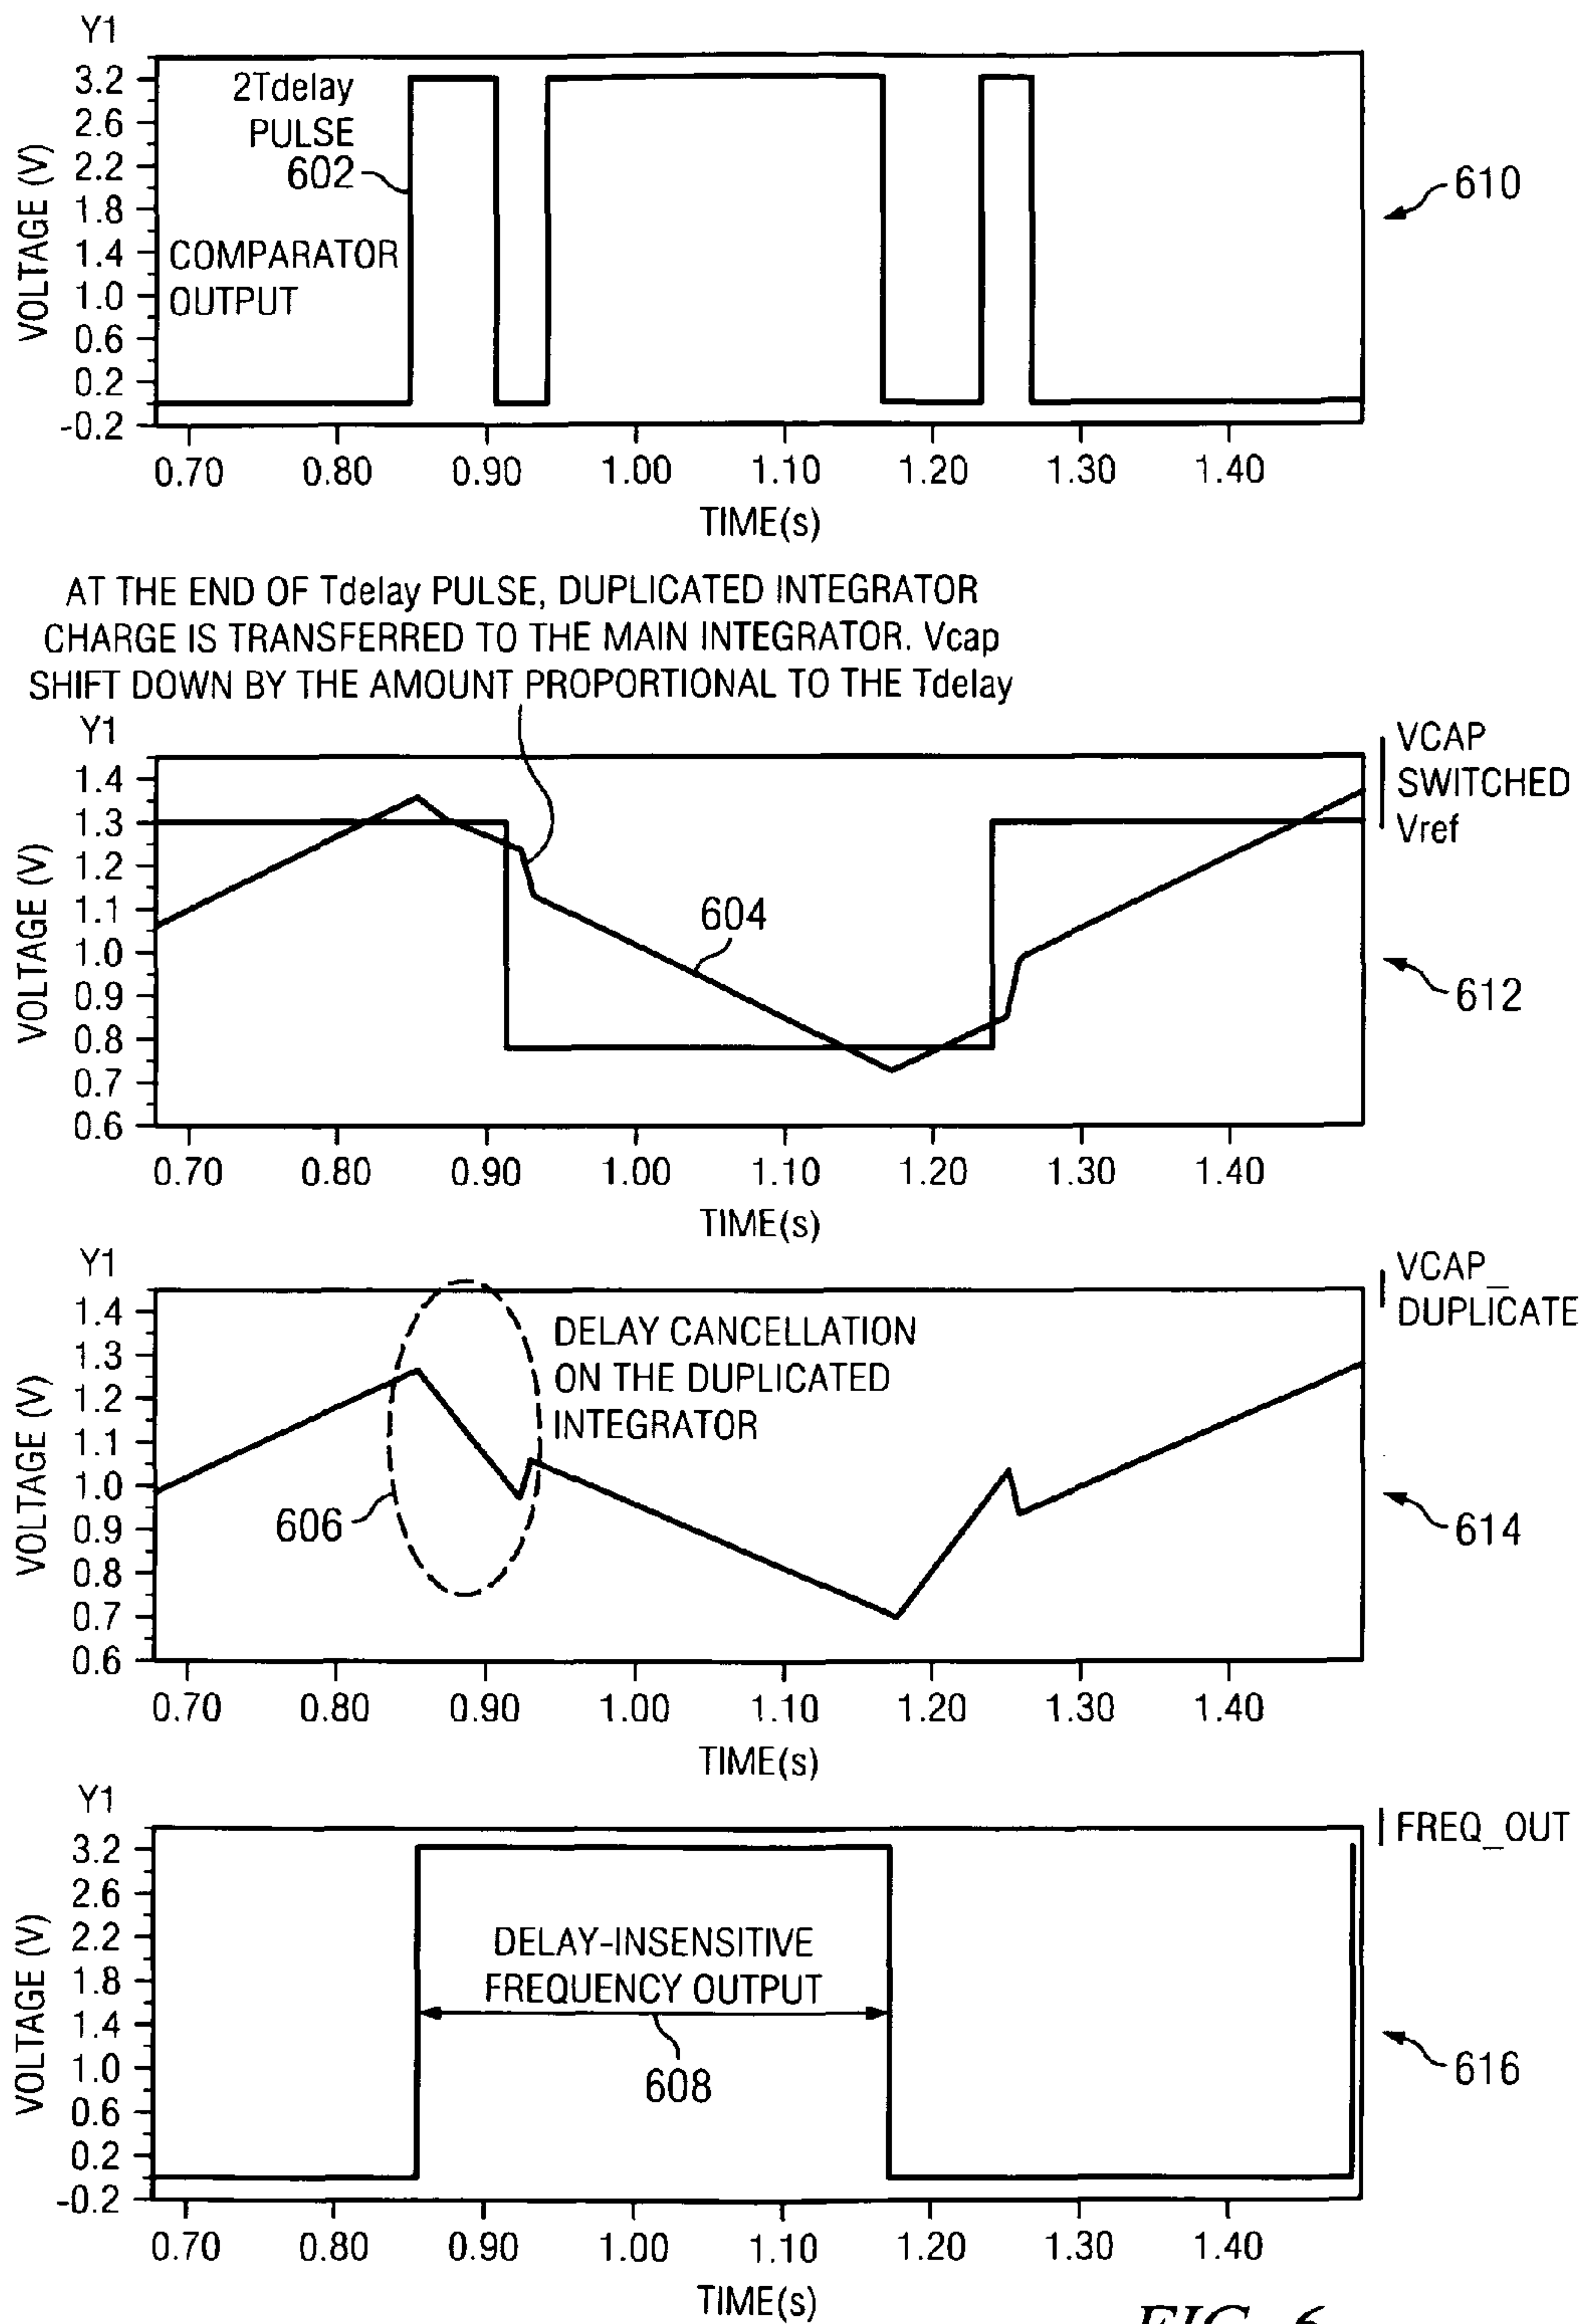 Y1
3.2
2.6
2.2
1.8
1.4
1.0
0.6
0.2
-0.2
VOLTAGE (V)
2Tdelay
PULSE
602
COMPARATOR
OUTPUT
610
0.70 0.80 0.90 1.00 1.10 1.20 1.30 1.40
TIME(s)
AT THE END OF Tdelay PULSE, DUPLICATED INTEGRATOR
CHARGE IS TRANSFERRED TO THE MAIN INTEGRATOR. Vcap
SHIFT DOWN BY THE AMOUNT PROPORTIONAL TO THE Tdelay
Y1
1.4
1.3
1.2
1.1
1.0
0.9
0.8
0.7
0.6
VOLTAGE (V)
604
VCAP
SWITCHED
Vref
612
0.70 0.80 0.90 1.00 1.10 1.20 1.30 1.40
TIME(s)
Y1
1.4
1.3
1.2
1.1
1.0
0.9
0.8
0.7
0.6
VOLTAGE (V)
606
DELAY CANCELLATION
ON THE DUPLICATED
INTEGRATOR
VCAP_
DUPLICATE
614
0.70 0.80 0.90 1.00 1.10 1.20 1.30 1.40
TIME(s)
Y1
3.2
2.6
2.2
1.8
1.4
1.0
0.6
0.2
-0.2
VOLTAGE (V)
DELAY-INSENSITIVE
FREQUENCY OUTPUT
608
FREQ_OUT
616
0.70 0.80 0.90 1.00 1.10 1.20 1.30 1.40
TIME(s)
FIG. 6